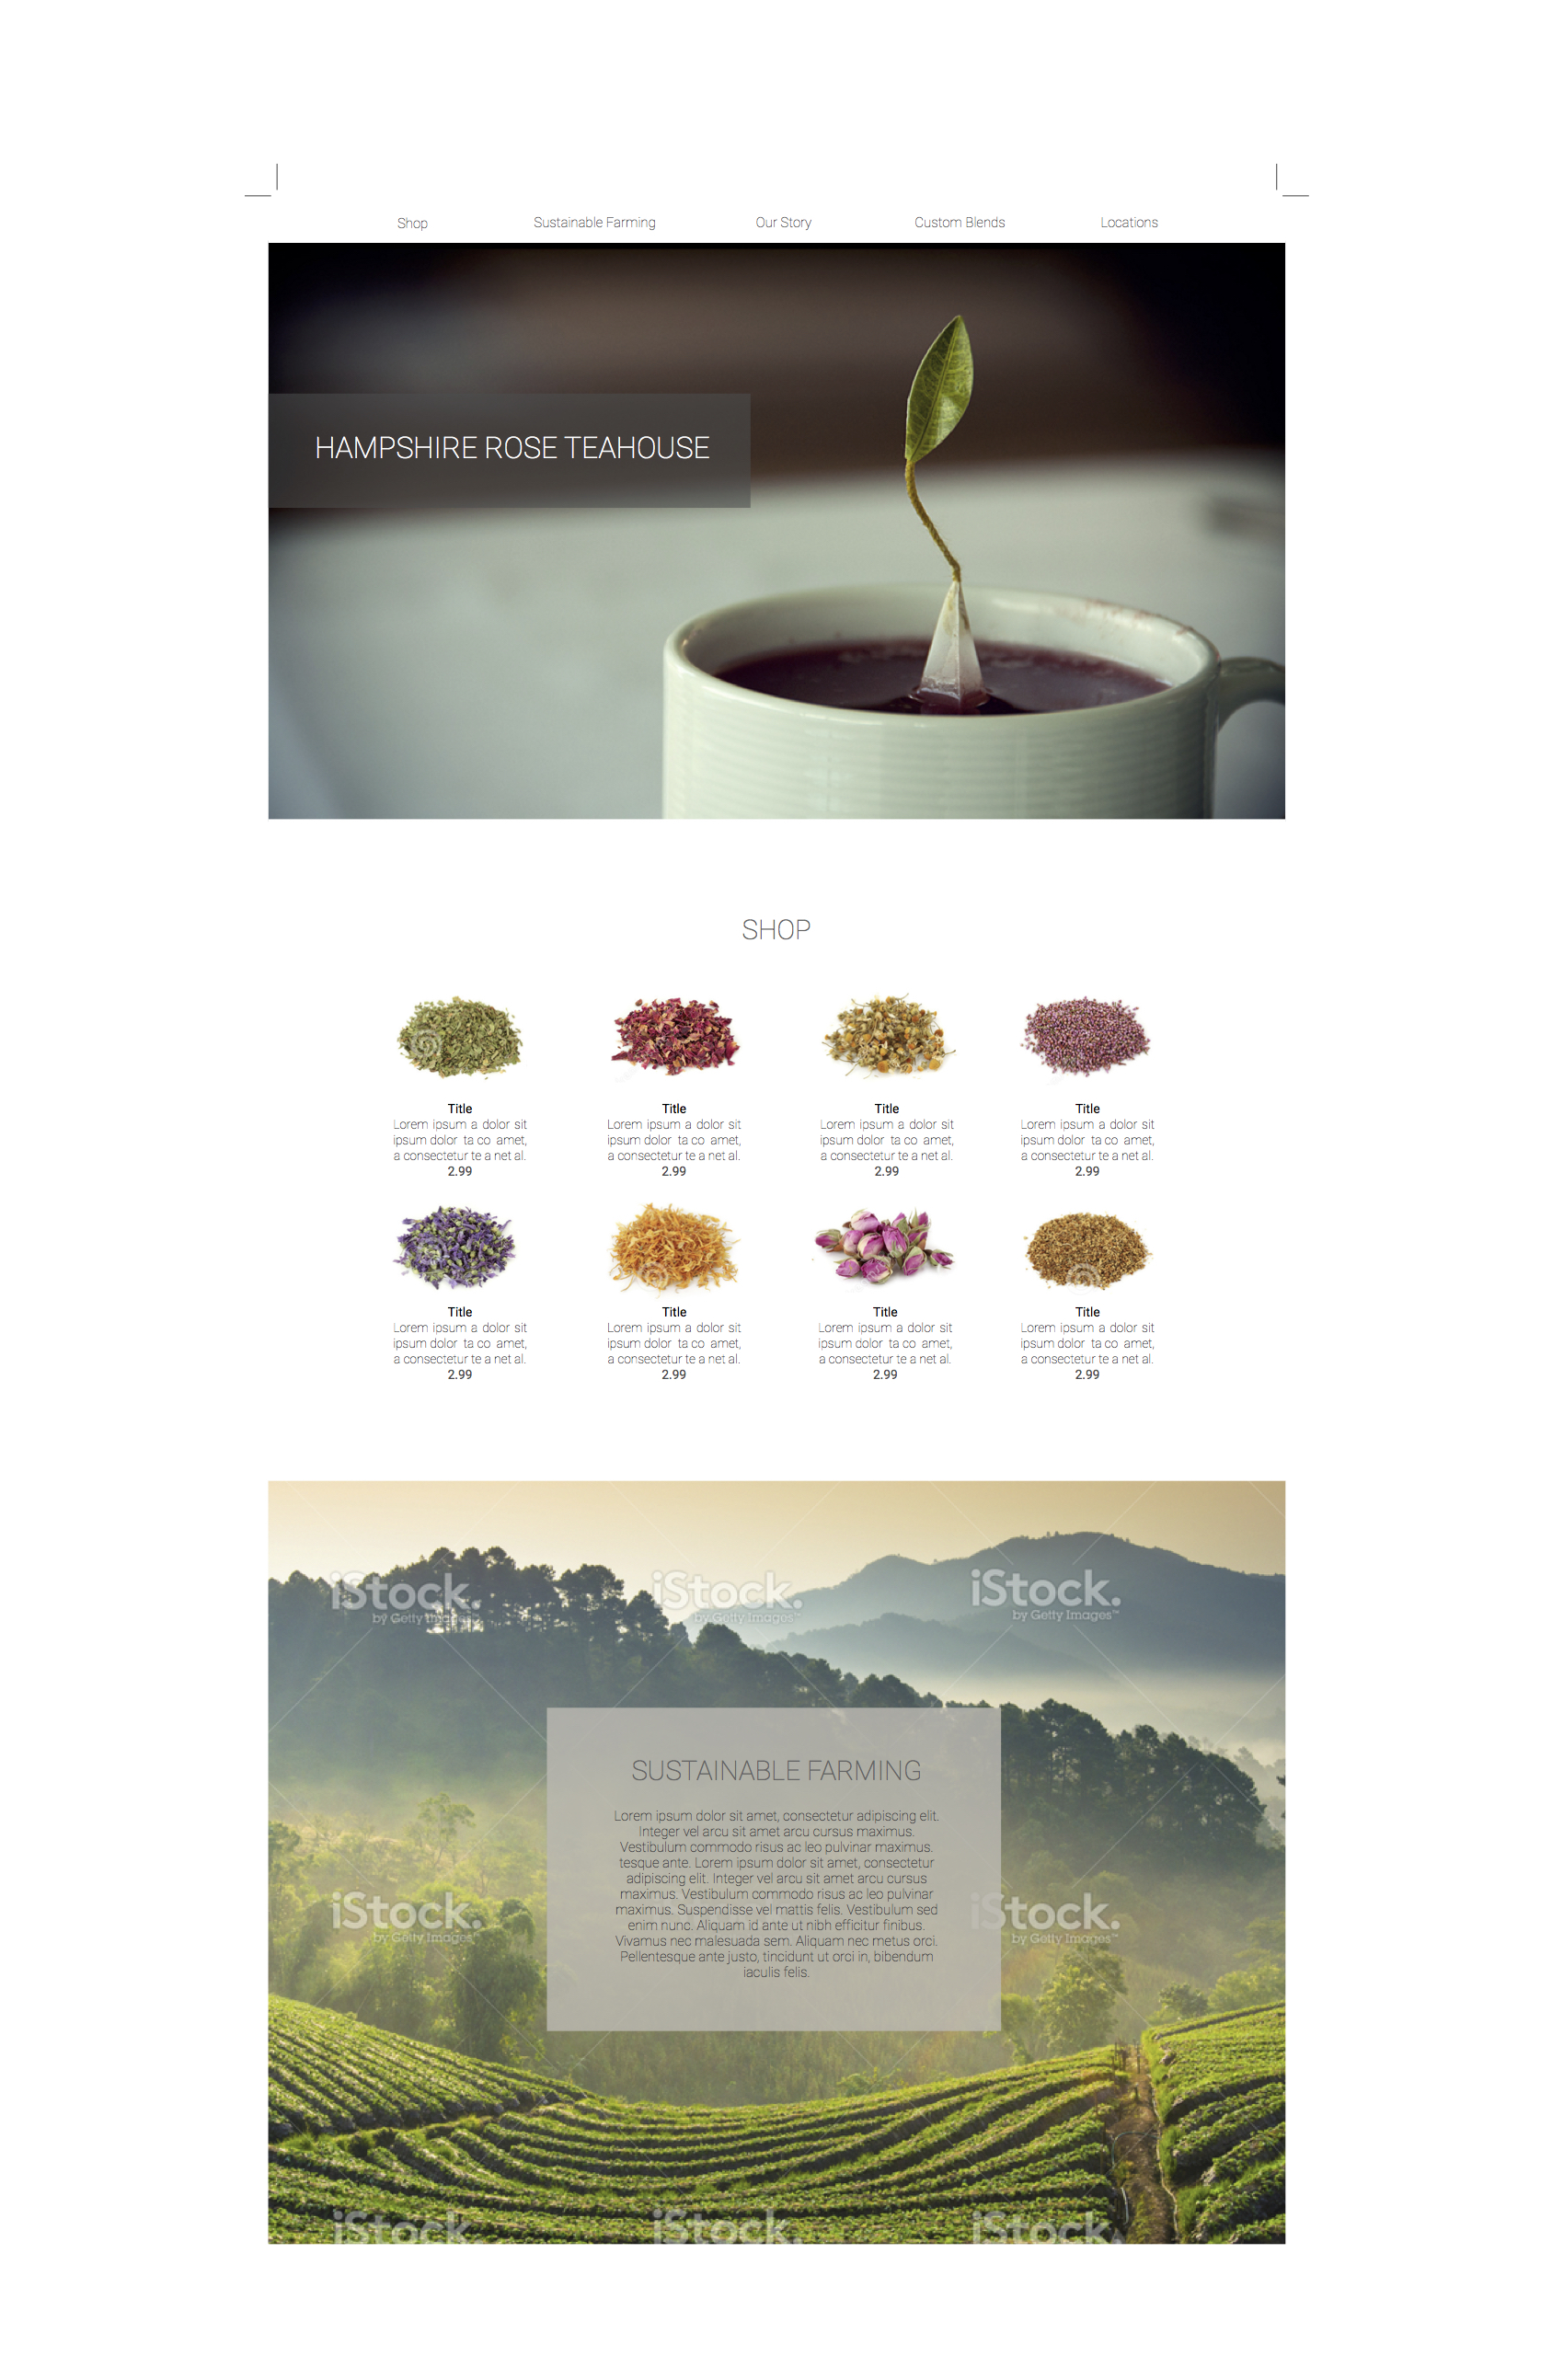 Shop Sustainable Farming Our Story Custom Blends Locations
HAMPSHIRE ROSE TEAHOUSE
SHOP
Title
Lorem ipsum a dolor sit
ipsum dolor ta co amet,
a consectetur te a net al.
2.99
Title
Lorem ipsum a dolor sit
ipsum dolor ta co amet,
a consectetur te a net al.
2.99
Title
Lorem ipsum a dolor sit
ipsum dolor ta co amet,
a consectetur te a net al.
2.99
Title
Lorem ipsum a dolor sit
ipsum dolor ta co amet,
a consectetur te a net al.
2.99
Title
Lorem ipsum a dolor sit
ipsum dolor ta co amet,
a consectetur te a net al.
2.99
Title
Lorem ipsum a dolor sit
ipsum dolor ta co amet,
a consectetur te a net al.
2.99
Title
Lorem ipsum a dolor sit
ipsum dolor ta co amet,
a consectetur te a net al.
2.99
Title
Lorem ipsum a dolor sit
ipsum dolor ta co amet,
a consectetur te a net al.
2.99
iStock. iStock. iStock.
by Getty Images™ by Getty Images™ by Getty Images™
SUSTAINABLE FARMING
Lorem ipsum dolor sit amet, consectetur adipiscing elit.
Integer vel arcu sit amet arcu cursus maximus.
Vestibulum commodo risus ac leo pulvinar maximus.
tesque ante. Lorem ipsum dolor sit amet, consectetur
adipiscing elit. Integer vel arcu sit amet arcu cursus
maximus. Vestibulum commodo risus ac leo pulvinar
maximus. Suspendisse vel mattis felis. Vestibulum sed
enim nunc. Aliquam id ante ut nibh efficitur finibus.
Vivamus nec malesuada sem. Aliquam nec metus orci.
Pellentesque ante justo, tincidunt ut orci in, bibendum
iaculis felis.
iStock. iStock.
by Getty Images™ by Getty Images™
iStock. iStock. iStock.